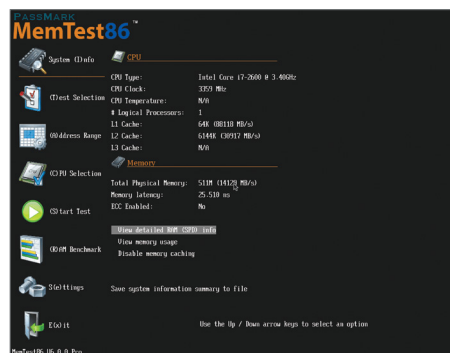 PASSMARK
MemTest86™
System (I)nfo
(T)est Selection
(A)ddress Range
(C)PU Selection
(S)tart Test
(R)AM Benchmark
S(e)ttings
E(x)it
CPU
CPU Type: Intel Core i7-2600 @ 3.40GHz
CPU Clock: 3359 MHz
CPU Temperature: N/A
# Logical Processors: 1
L1 Cache: 64K (88118 MB/s)
L2 Cache: 6144K (30917 MB/s)
L3 Cache: N/A
Memory
Total Physical Memory: 511M (14128 MB/s)
Memory latency: 25.510 ns
ECC Enabled: No
View detailed RAM (SPD) info
View memory usage
Disable memory caching
Save system information summary to file
Use the Up / Down arrow keys to select an option
MemTest86 V6.0.0 Pro